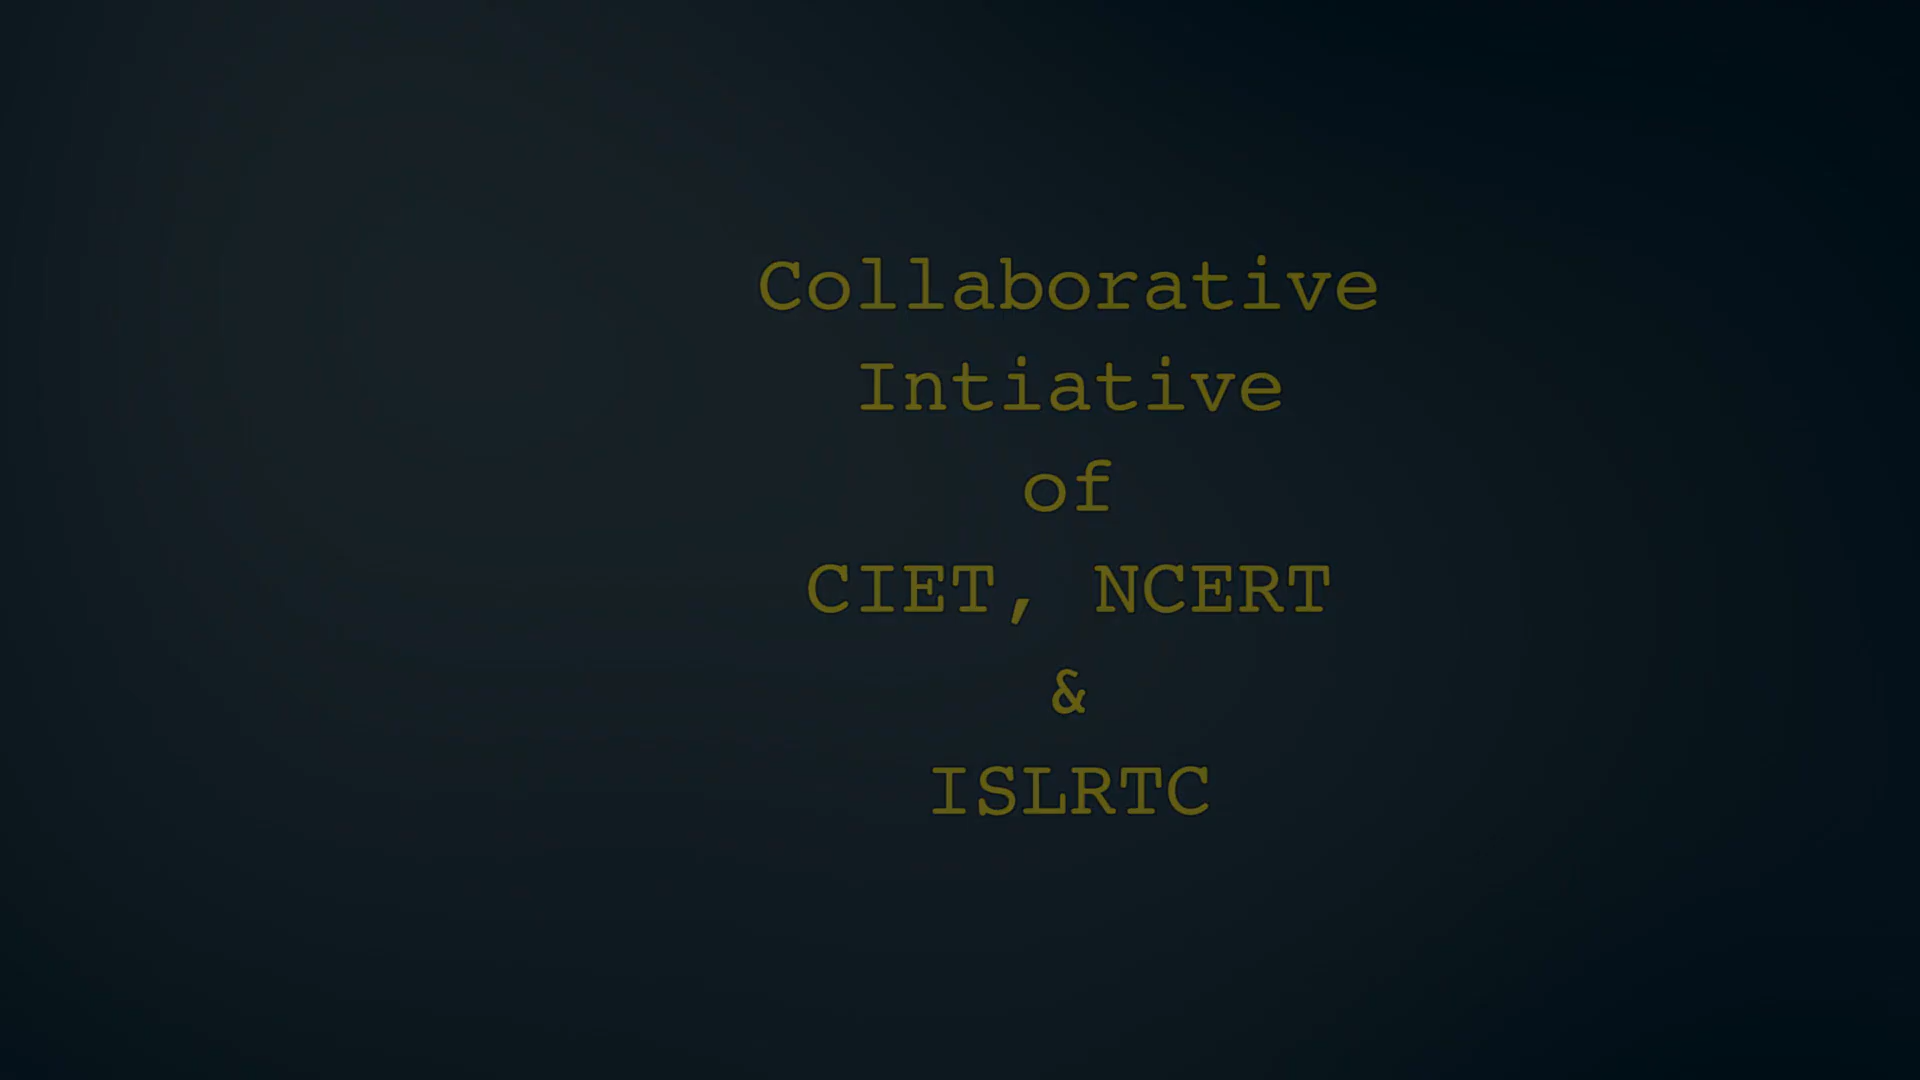 Collaborative
Intiative
of
CIET, NCERT
&
ISLRTC